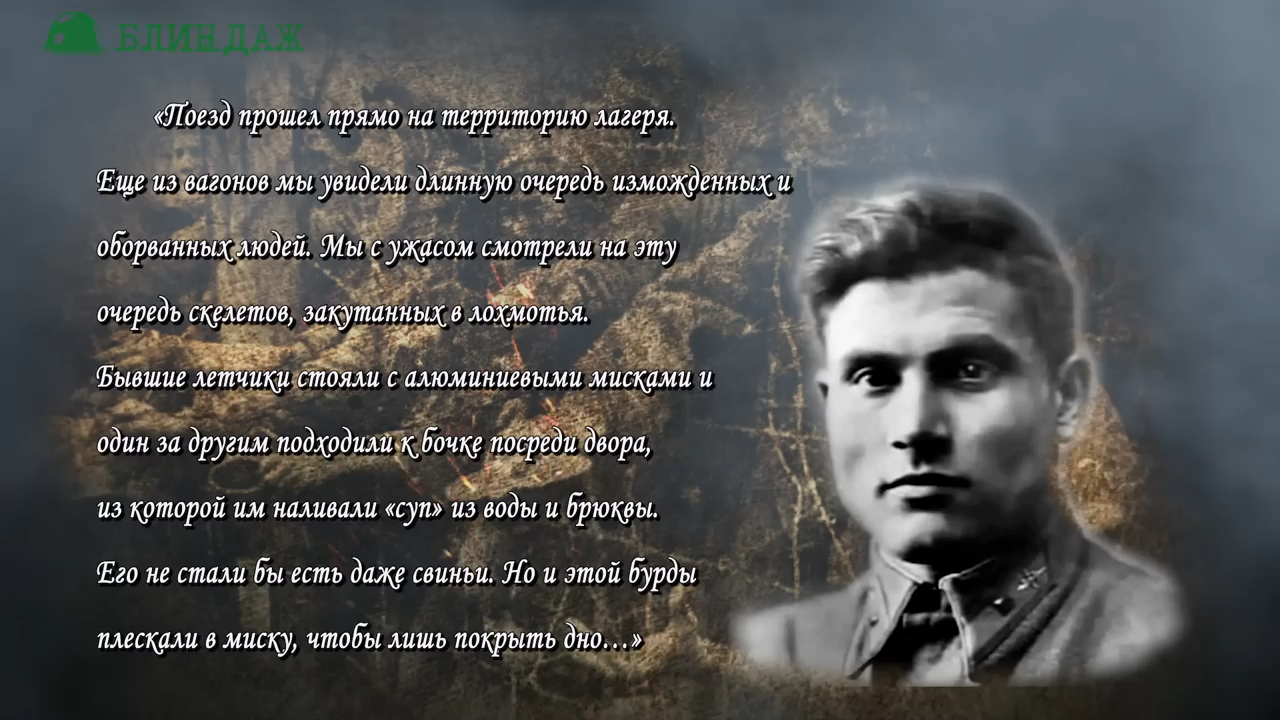 БЛИНДАЖ
«Поезд прошел прямо на территорию лагеря.
Еще из вагонов мы увидели длинную очередь изможденных и
оборванных людей. Мы с ужасом смотрели на эту
очередь скелетов, закутанных в лохмотья.
Бывшие летчики стояли с алюминиевыми мисками и
один за другим подходили к бочке посреди двора,
из которой им наливали «суп» из воды и брюквы.
Его не стали бы есть даже свиньи. Но и этой бурды
плескали в миску, чтобы лишь покрыть дно...»